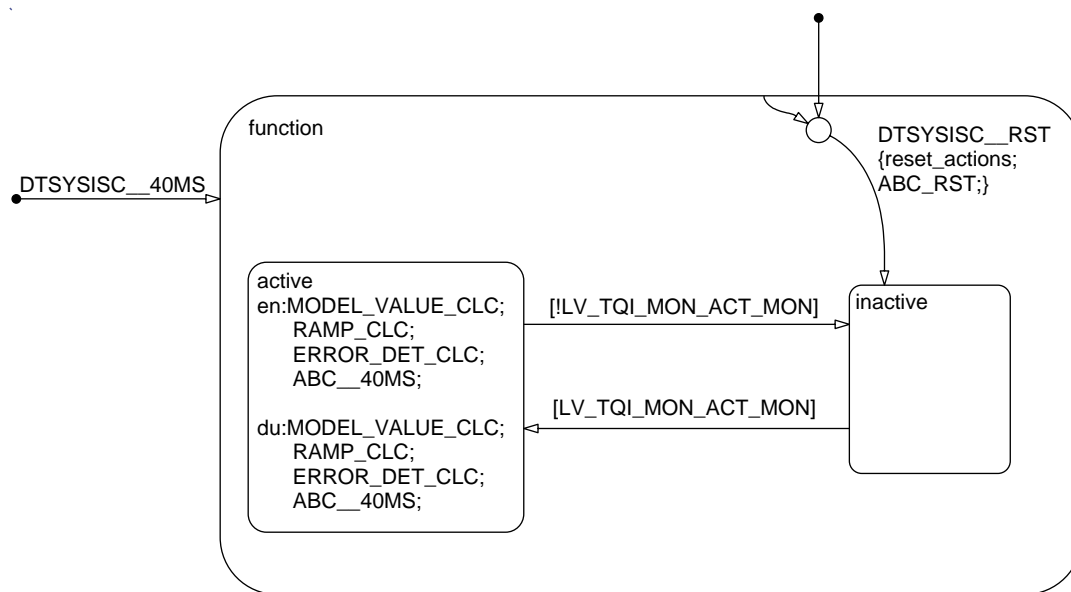 function
DTSYSISC__RST
{reset_actions;
ABC_RST;}
DTSYSISC__40MS
active
en:MODEL_VALUE_CLC;
RAMP_CLC;
ERROR_DET_CLC;
ABC__40MS;
du:MODEL_VALUE_CLC;
RAMP_CLC;
ERROR_DET_CLC;
ABC__40MS;
[!LV_TQI_MON_ACT_MON]
[LV_TQI_MON_ACT_MON]
inactive